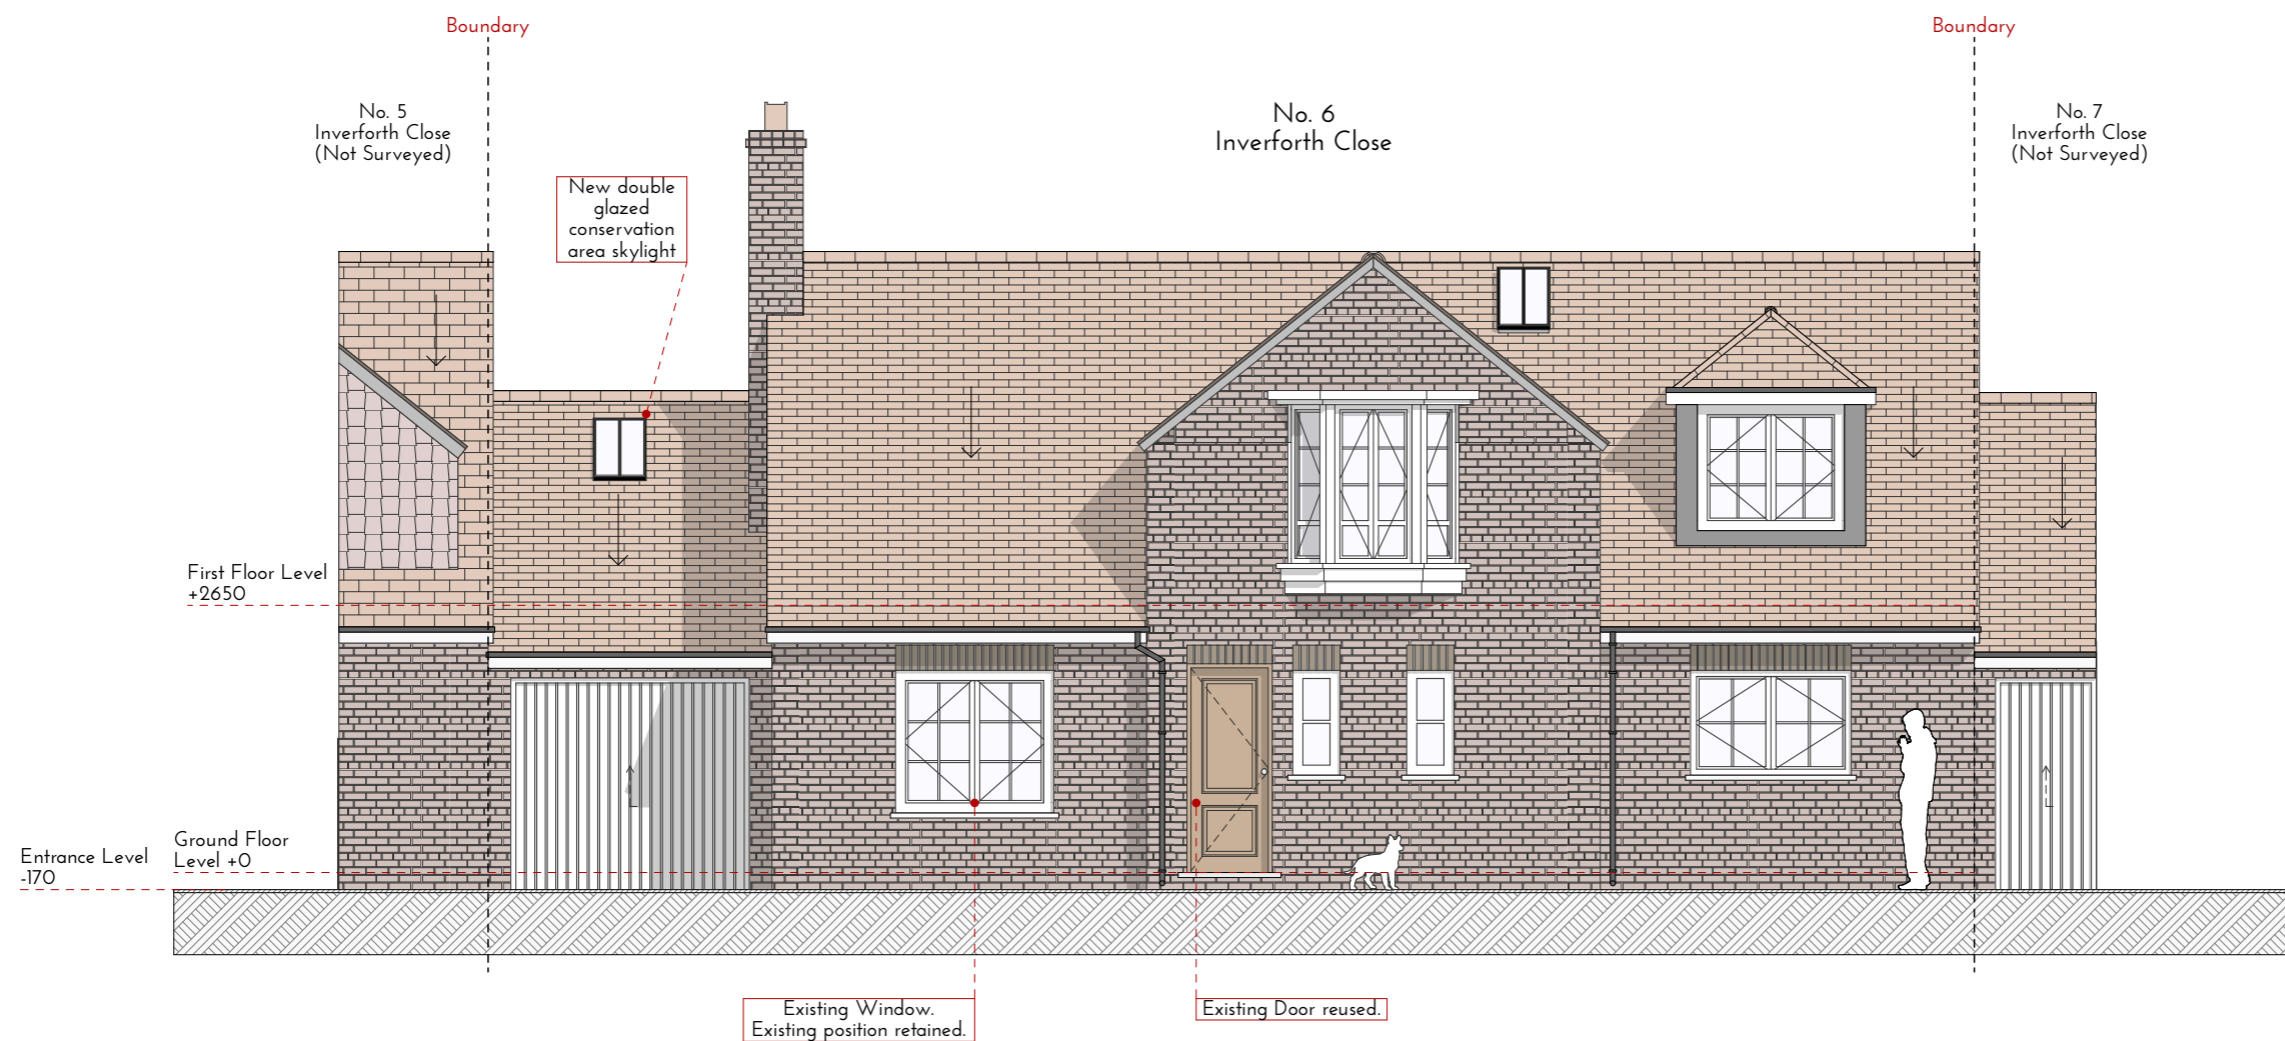 Boundary
Boundary
No. 5
Inverforth Close
(Not Surveyed)
No. 6
Inverforth Close
No. 7
Inverforth Close
(Not Surveyed)
New double
glazed
conservation
area skylight
First Floor Level
+2650
Ground Floor
Level +0
Entrance Level
-170
Existing Window.
Existing position retained.
Existing Door reused.